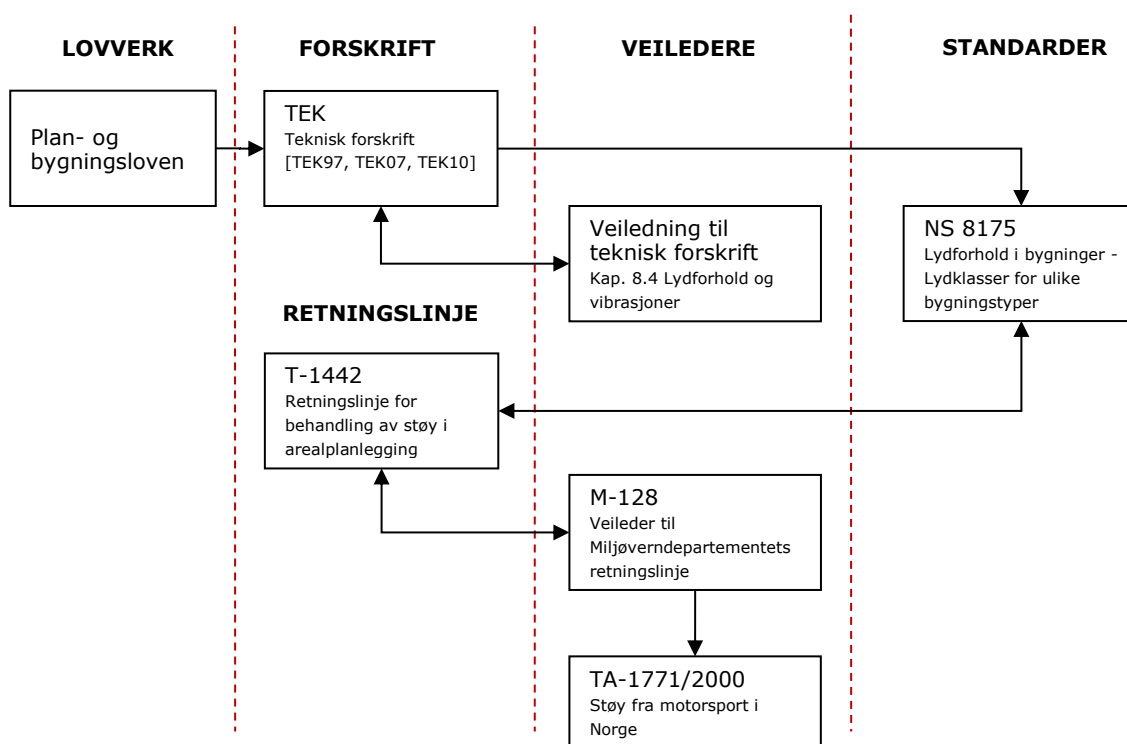 LOVVERK
FORSKRIFT
VEILEDERE
STANDARDER
Plan- og
bygningsloven
TEK
Teknisk forskrift
[TEK97, TEK07, TEK10]
Veiledning til
teknisk forskrift
Kap. 8.4 Lydforhold og
vibrasjoner
NS 8175
Lydforhold i bygninger -
Lydklasser for ulike
bygningstyper
RETNINGSLINJE
T-1442
Retningslinje for
behandling av støy i
arealplanlegging
M-128
Veileder til
Miljøverndepartementets
retningslinje
TA-1771/2000
Støy fra motorsport i
Norge